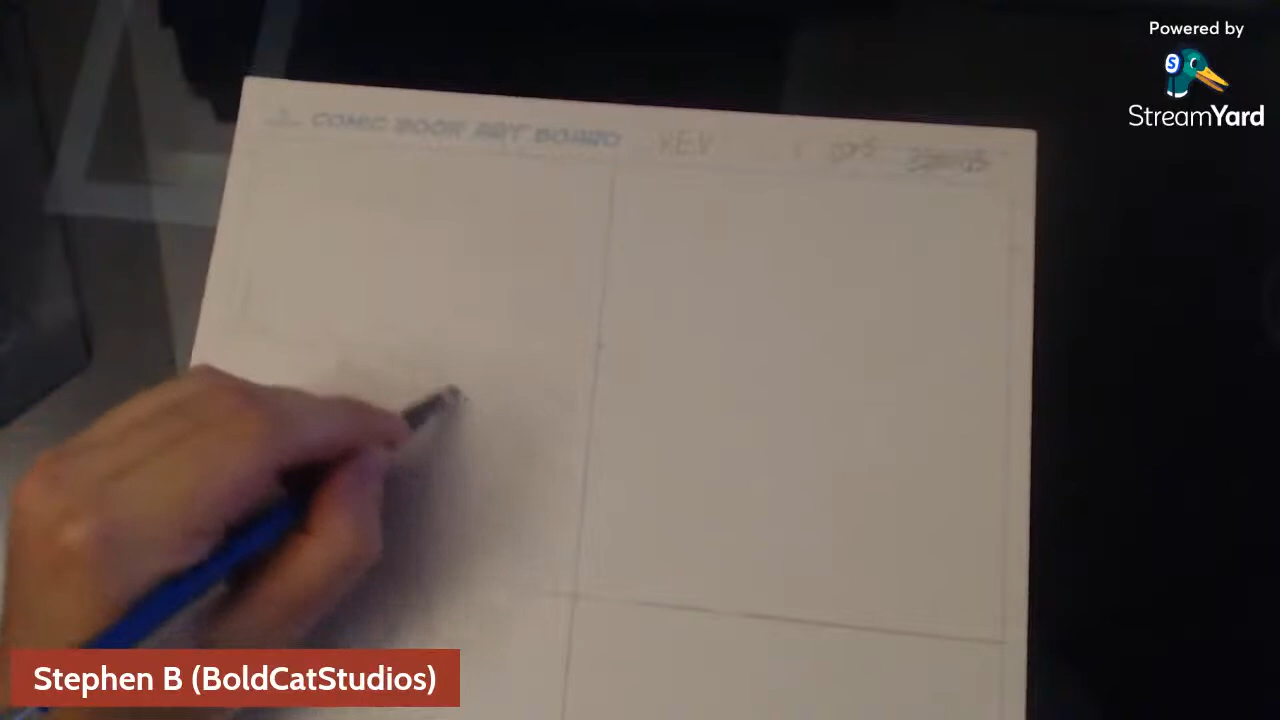 Powered by
S
StreamYard
COMIC BOOK ART BOARD
Stephen B (BoldCatStudios)